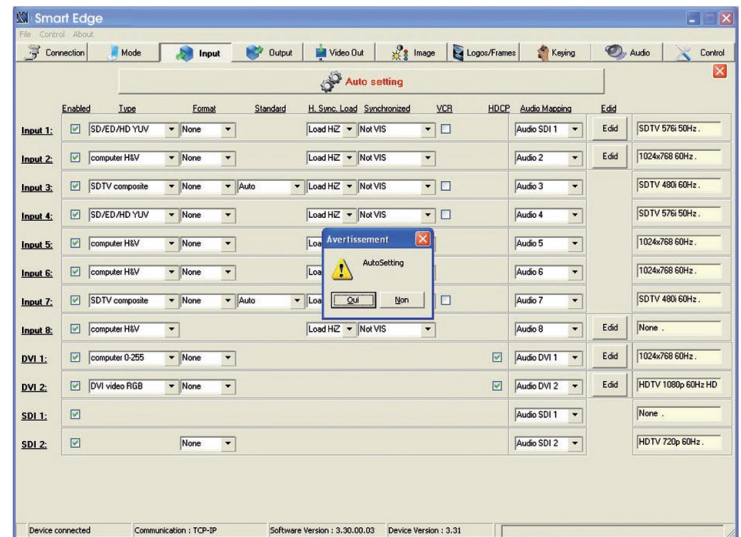 Smart Edge
File Control About
Connection Mode Input Output Video Out Image Logos/Frames Keying Audio Control
Auto setting
Enabled Type Format Standard H. Sync. Load Synchronized VCR HDCP Audio Mapping Edid
Input 1: SD/ED/HD YUV None Load HiZ Not VIS Audio SDI 1 Edid SDTV 576i 50Hz .
Input 2: computer H&V None Load HiZ Not VIS Audio 2 Edid 1024x768 60Hz .
Input 3: SDTV composite None Auto Load HiZ Not VIS Audio 3 SDTV 480i 60Hz .
Input 4: SD/ED/HD YUV None Load HiZ Not VIS Audio 4 SDTV 576i 50Hz .
Input 5: computer H&V None Loa Audio 5 1024x768 60Hz .
Input 6: computer H&V None Loa Audio 6 1024x768 60Hz .
Input 7: SDTV composite None Auto Loa Audio 7 SDTV 480i 60Hz .
Avertissement
AutoSetting
Oui Non
Input 8: computer H&V Load HiZ Not VIS Audio 8 Edid None .
DVI 1: computer 0-255 None Audio DVI 1 Edid 1024x768 60Hz .
DVI 2: DVI video RGB None Audio DVI 2 Edid HDTV 1080p 60Hz HD
SDI 1: Audio SDI 1 None .
SDI 2: None Audio SDI 2 HDTV 720p 60Hz .
Device connected Communication : TCP-IP Software Version : 3.30.00.03 Device Version : 3.31